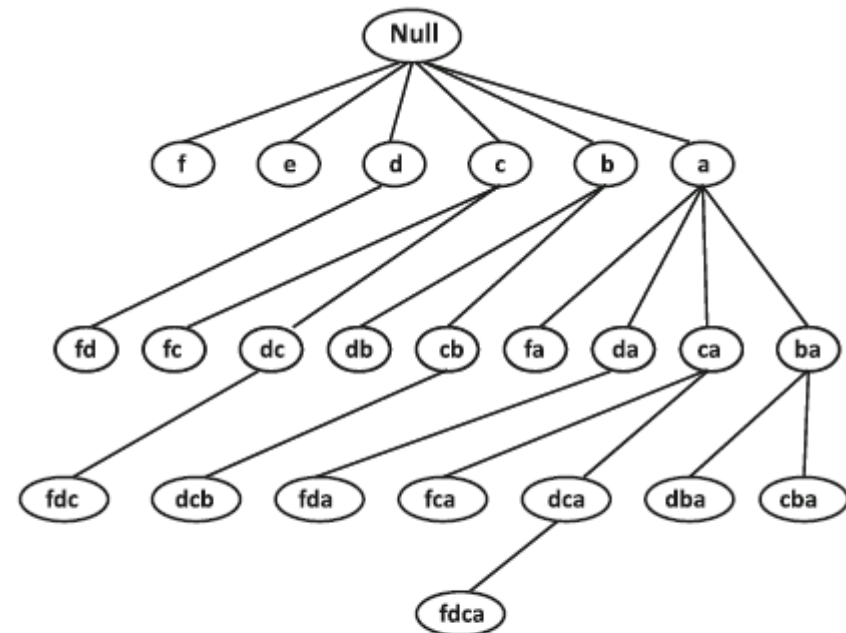 Null
f e d c b a
fd fc dc db cb fa da ca ba
fdc dcb fda fca dca dba cba
fdca